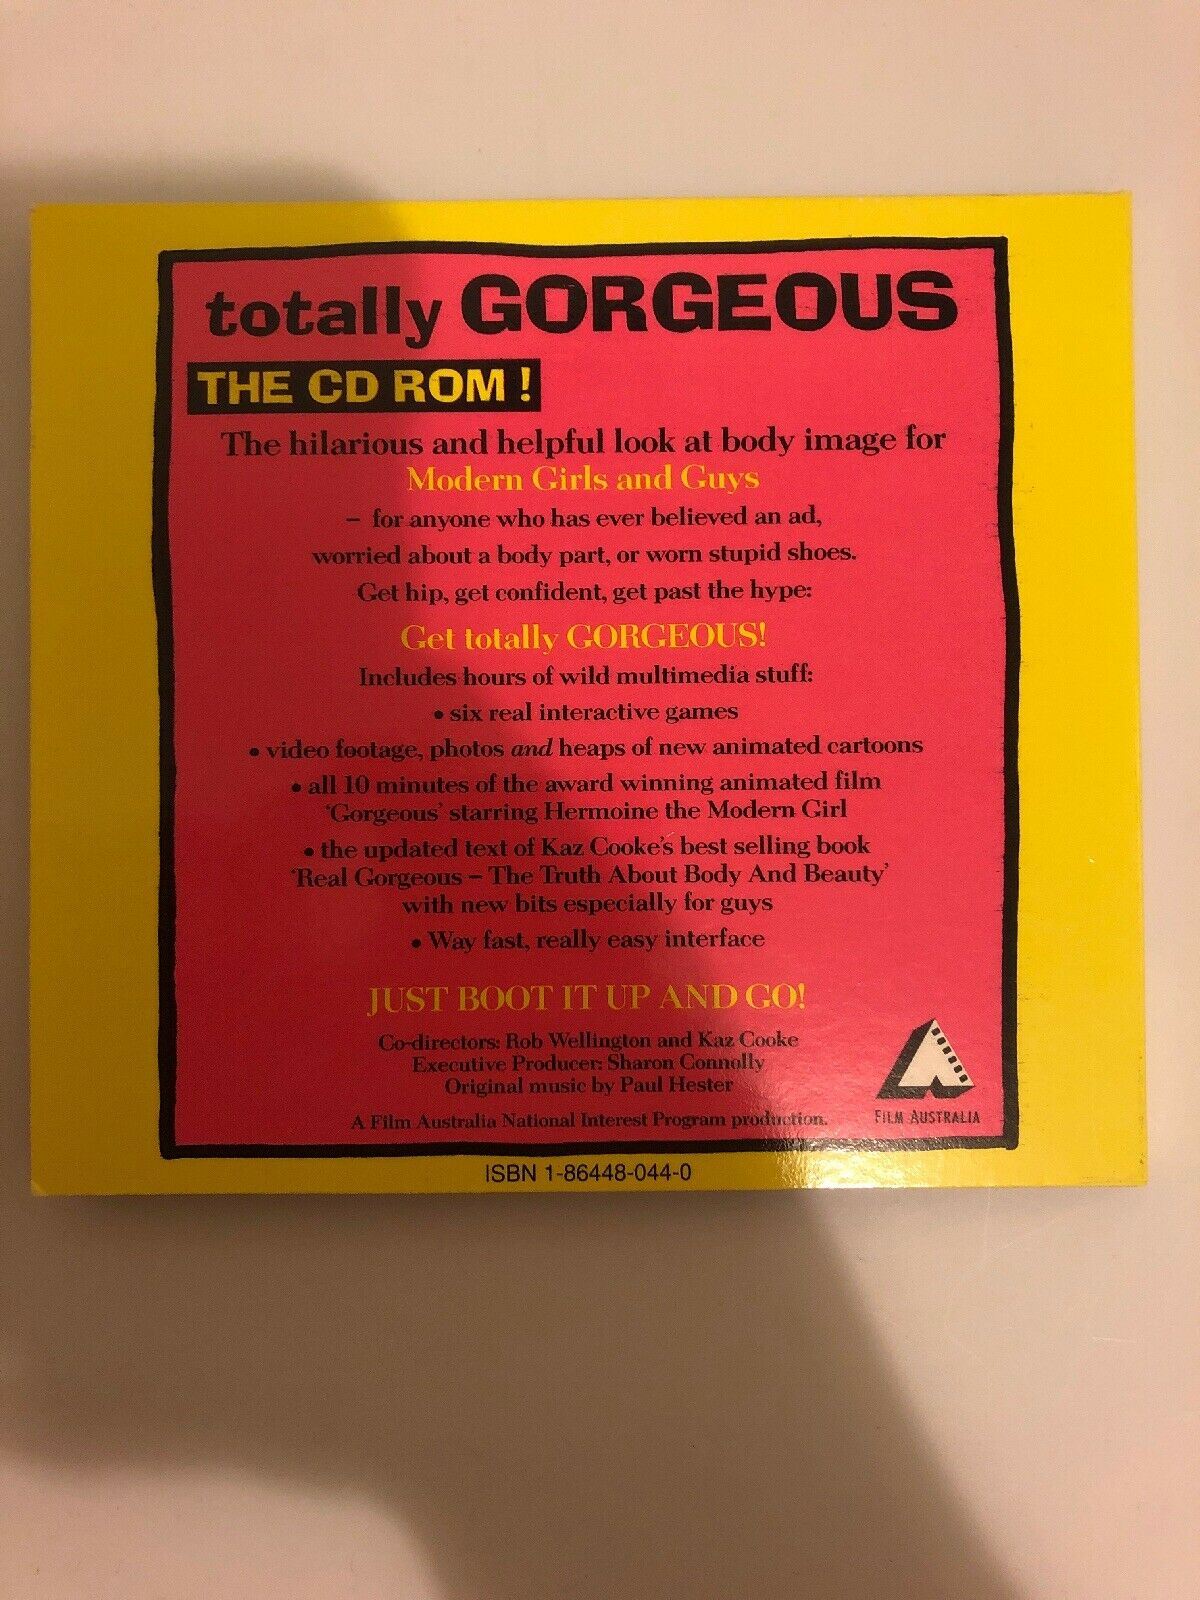 totally GORGEOUS
THE CD ROM!
The hilarious and helpful look at body image for
Modern Girls and Guys
– for anyone who has ever believed an ad,
worried about a body part, or worn stupid shoes.
Get hip, get confident, get past the hype:
Get totally GORGEOUS!
Includes hours of wild multimedia stuff:
• six real interactive games
• video footage, photos and heaps of new animated cartoons
• all 10 minutes of the award winning animated film
'Gorgeous' starring Hermoine the Modern Girl
• the updated text of Kaz Cooke's best selling book
'Real Gorgeous – The Truth About Body And Beauty'
with new bits especially for guys
• Way fast, really easy interface
JUST BOOT IT UP AND GO!
Co-directors: Rob Wellington and Kaz Cooke
Executive Producer: Sharon Connolly
Original music by Paul Hester
A Film Australia National Interest Program production.
FILM AUSTRALIA
ISBN 1-86448-044-0